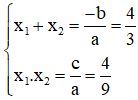 x₁ + x₂ = -b/a = 4/3
x₁.x₂ = c/a = 4/9